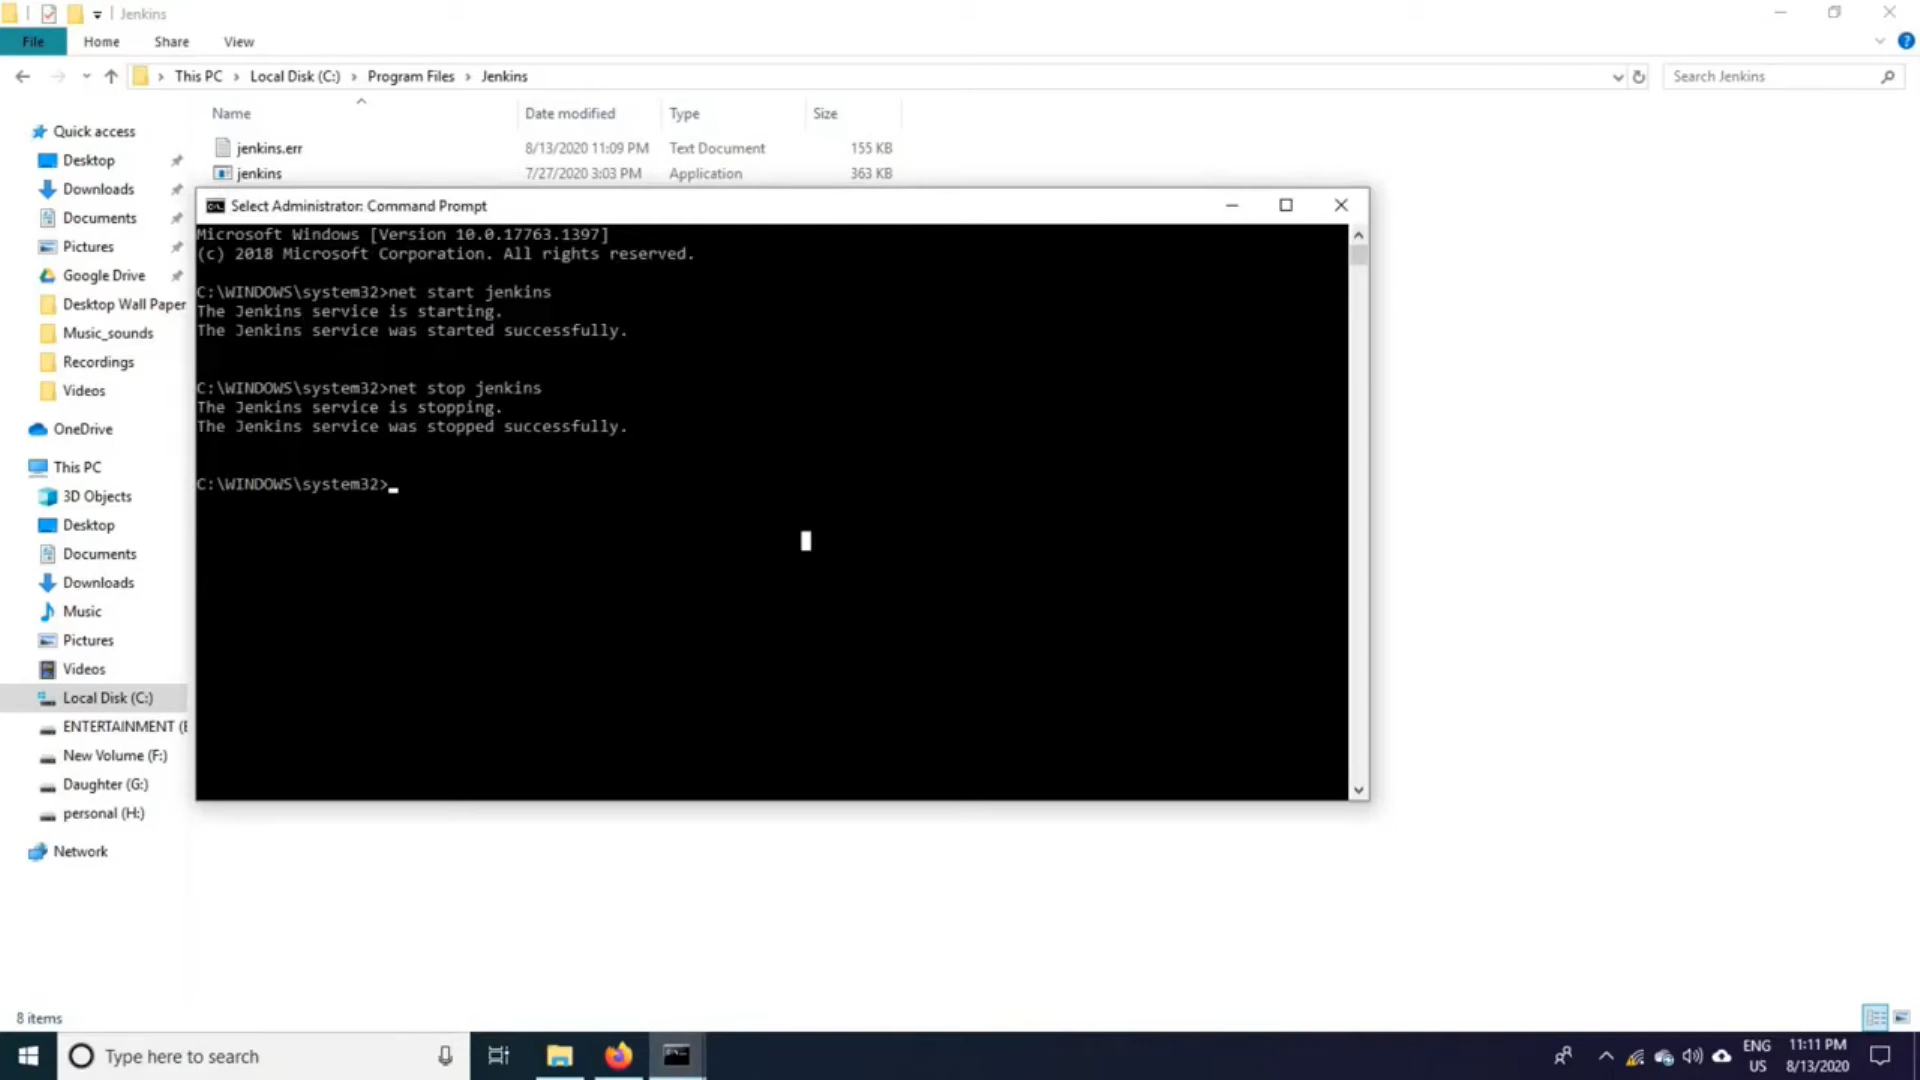 Jenkins
File Home Share View
This PC Local Disk (C:) Program Files Jenkins
Search Jenkins
Name Date modified Type Size
jenkins.err 8/13/2020 11:09 PM Text Document 155 KB
jenkins 7/27/2020 3:03 PM Application 363 KB
Quick access
Desktop
Downloads
Documents
Pictures
Google Drive
Desktop Wall Paper
Music_sounds
Recordings
Videos
OneDrive
This PC
3D Objects
Desktop
Documents
Downloads
Music
Pictures
Videos
Local Disk (C:)
ENTERTAINMENT (E
New Volume (F:)
Daughter (G:)
personal (H:)
Network
Select Administrator: Command Prompt
Microsoft Windows [Version 10.0.17763.1397]
(c) 2018 Microsoft Corporation. All rights reserved.
C:\WINDOWS\system32>net start jenkins
The Jenkins service is starting.
The Jenkins service was started successfully.
C:\WINDOWS\system32>net stop jenkins
The Jenkins service is stopping.
The Jenkins service was stopped successfully.
C:\WINDOWS\system32>
8 items
Type here to search
ENG
US
11:11 PM
8/13/2020